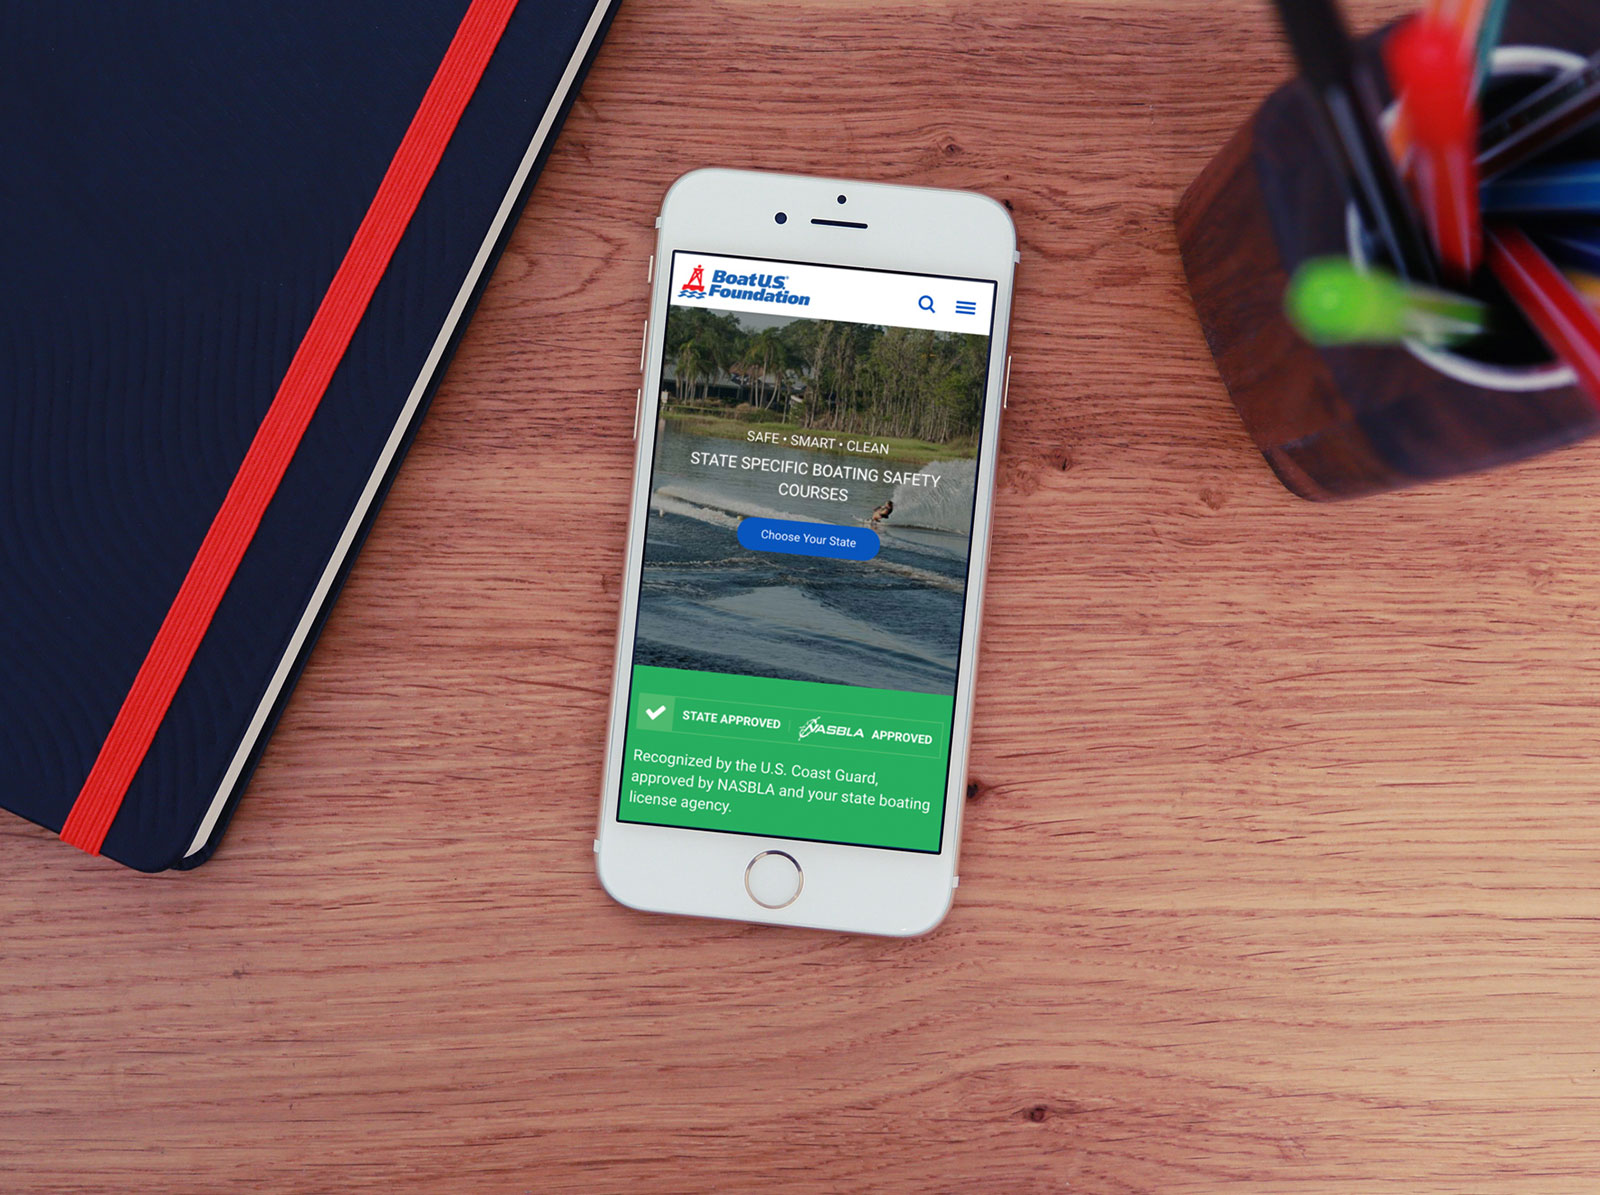 BoatU.S.
Foundation
SAFE • SMART • CLEAN
STATE SPECIFIC BOATING SAFETY
COURSES
Choose Your State
STATE APPROVED | NASBLA APPROVED
Recognized by the U.S. Coast Guard,
approved by NASBLA and your state boating
license agency.